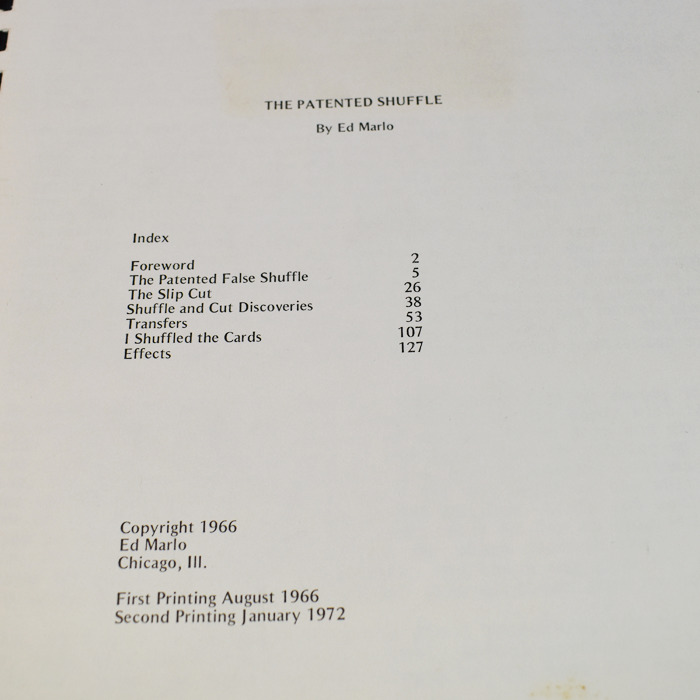 THE PATENTED SHUFFLE
By Ed Marlo
Index
Foreword 2
The Patented False Shuffle 5
The Slip Cut 26
Shuffle and Cut Discoveries 38
Transfers 53
I Shuffled the Cards 107
Effects 127
Copyright 1966
Ed Marlo
Chicago, Ill.
First Printing August 1966
Second Printing January 1972